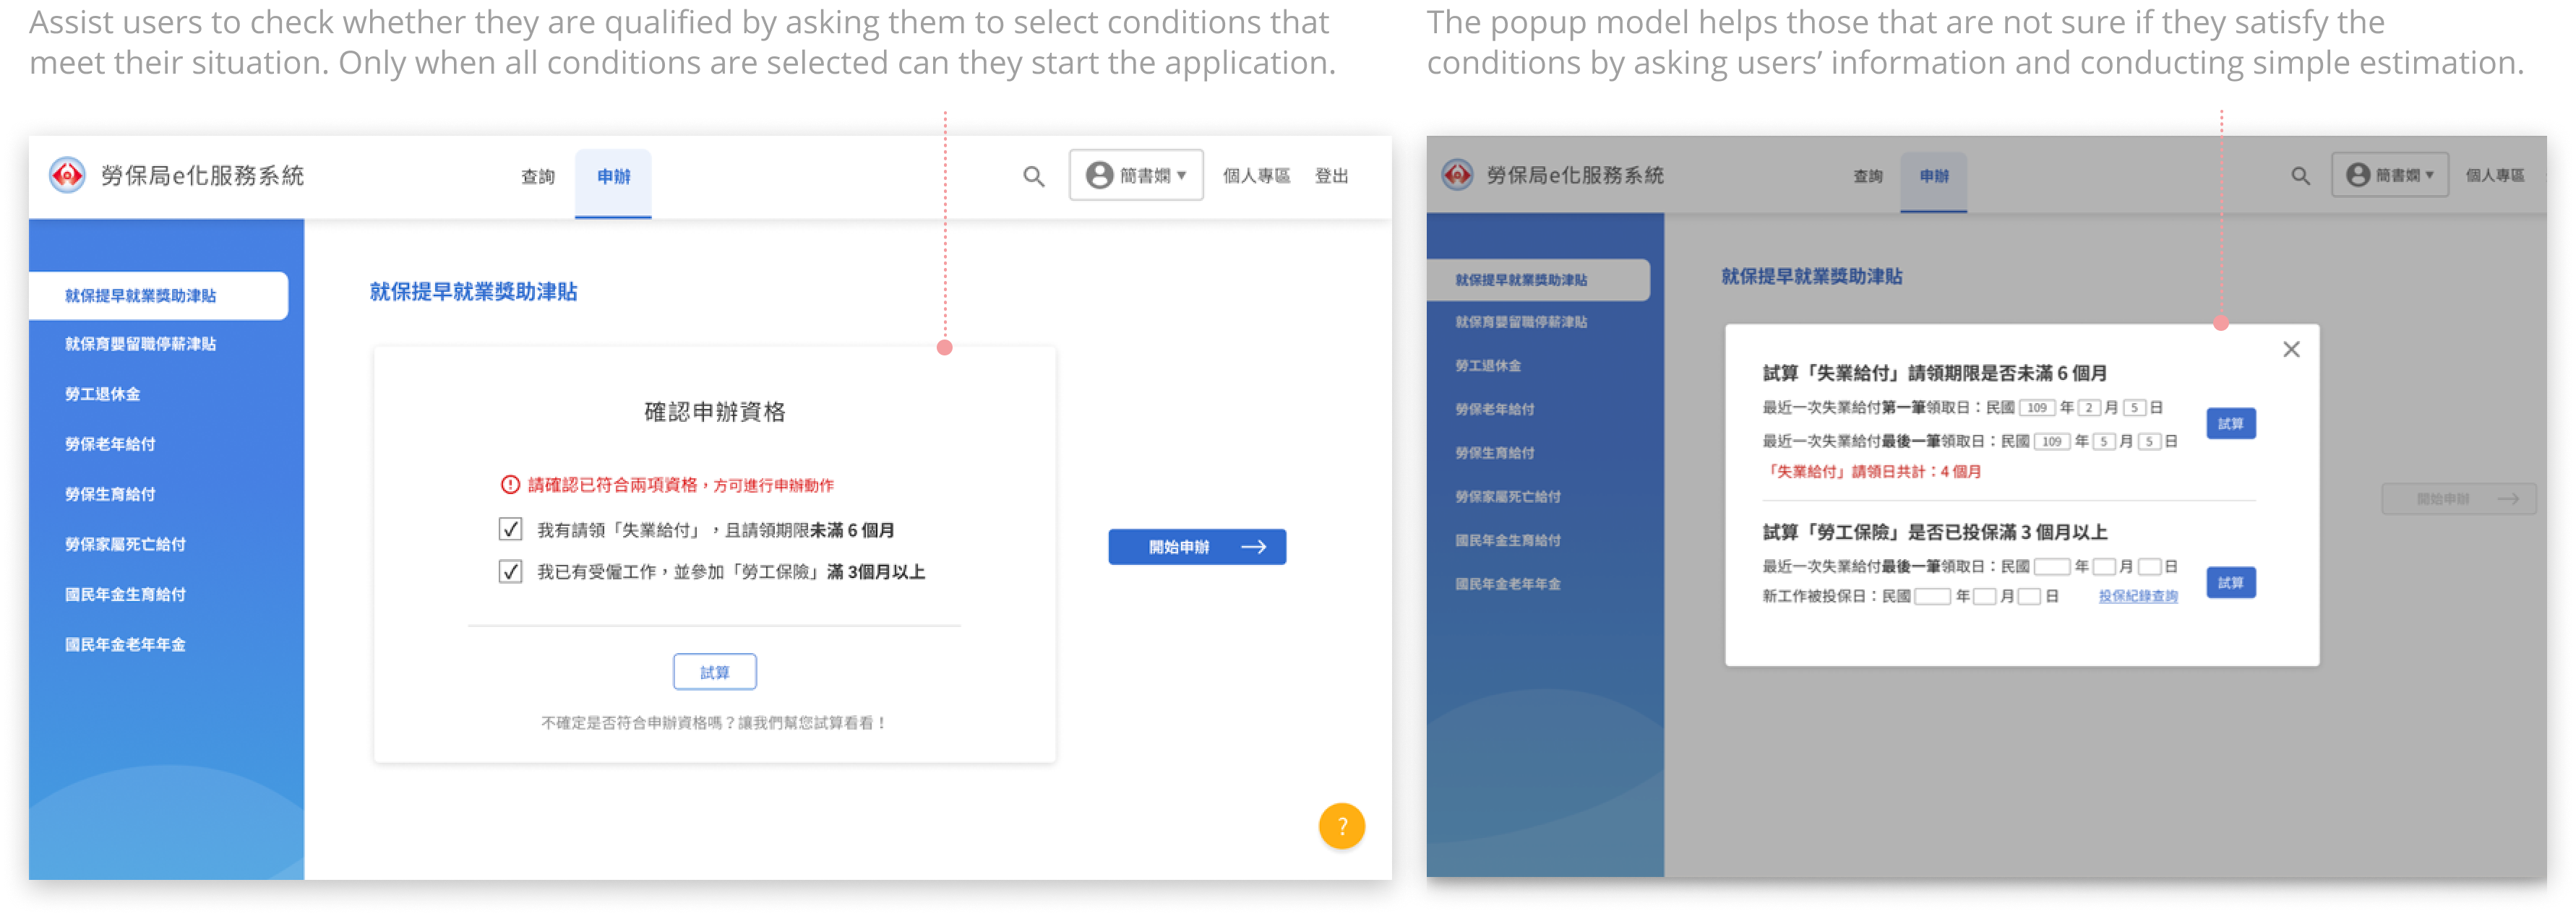 Assist users to check whether they are qualified by asking them to select conditions that
meet their situation. Only when all conditions are selected can they start the application.
勞保局e化服務系統
查詢
申辦
簡書嫻 ▼
個人專區
登出
就保提早就業獎助津貼
就保育嬰留職停薪津貼
勞工退休金
勞保老年給付
勞保生育給付
勞保家屬死亡給付
國民年金生育給付
國民年金老年年金
就保提早就業獎助津貼
確認申辦資格
請確認已符合兩項資格，方可進行申辦動作
我有請領「失業給付」，且請領期限未滿 6 個月
我已有受僱工作，並參加「勞工保險」滿 3個月以上
試算
不確定是否符合申辦資格嗎？讓我們幫您試算看看！
開始申辦 →
?
The popup model helps those that are not sure if they satisfy the
conditions by asking users’ information and conducting simple estimation.
勞保局e化服務系統
查詢
申辦
簡書嫻 ▼
個人專區
就保提早就業獎助津貼
就保育嬰留職停薪津貼
勞工退休金
勞保老年給付
勞保生育給付
勞保家屬死亡給付
國民年金生育給付
國民年金老年年金
就保提早就業獎助津貼
試算「失業給付」請領期限是否未滿 6 個月
最近一次失業給付第一筆領取日：民國 109 年 2 月 5 日
最近一次失業給付最後一筆領取日：民國 109 年 5 月 5 日
試算
「失業給付」請領日共計：4 個月
試算「勞工保險」是否已投保滿 3 個月以上
最近一次失業給付最後一筆領取日：民國 年 月 日
新工作被投保日：民國 年 月 日 投保紀錄查詢
試算
開始申辦 →